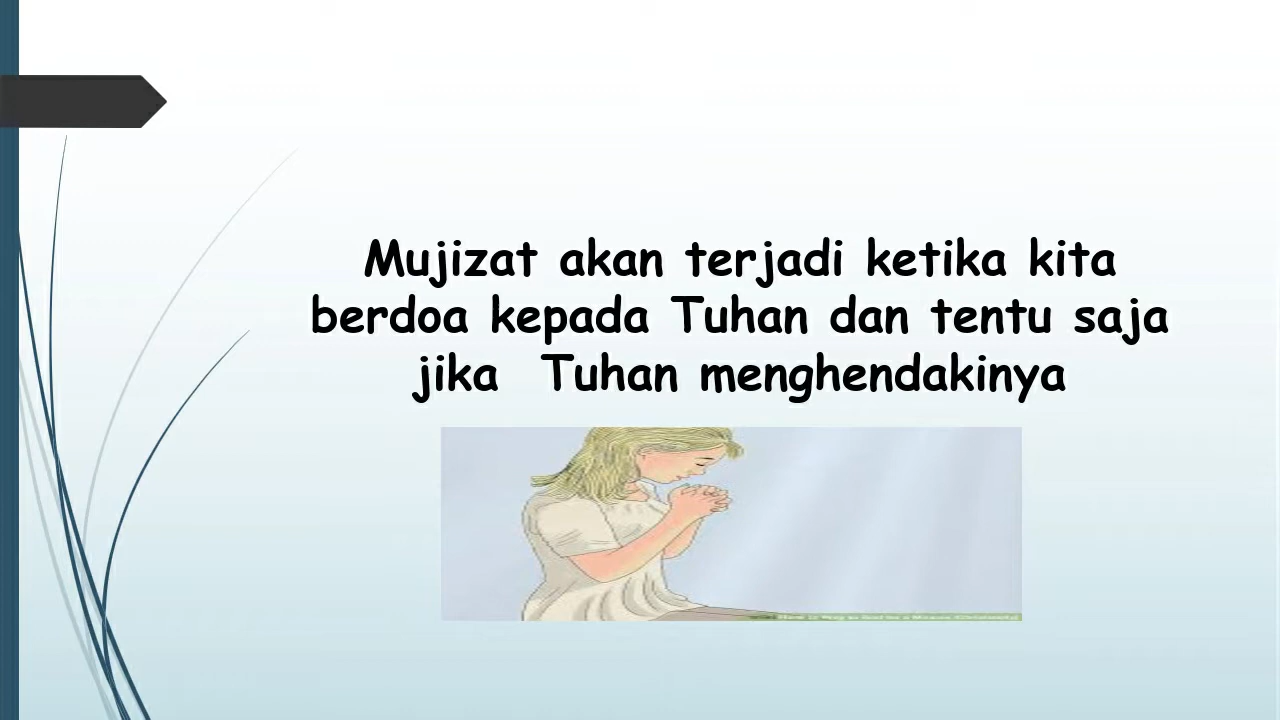 Mujizat akan terjadi ketika kita
berdoa kepada Tuhan dan tentu saja
jika  Tuhan menghendakinya